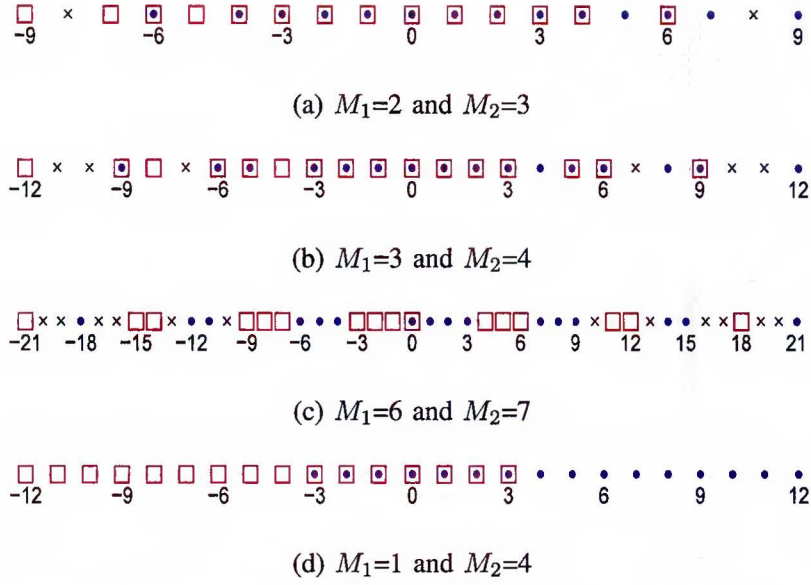 −9 −6 −3 0 3 6 9
(a) M₁=2 and M₂=3
−12 −9 −6 −3 0 3 6 9 12
(b) M₁=3 and M₂=4
−21 −18 −15 −12 −9 −6 −3 0 3 6 9 12 15 18 21
(c) M₁=6 and M₂=7
−12 −9 −6 −3 0 3 6 9 12
(d) M₁=1 and M₂=4